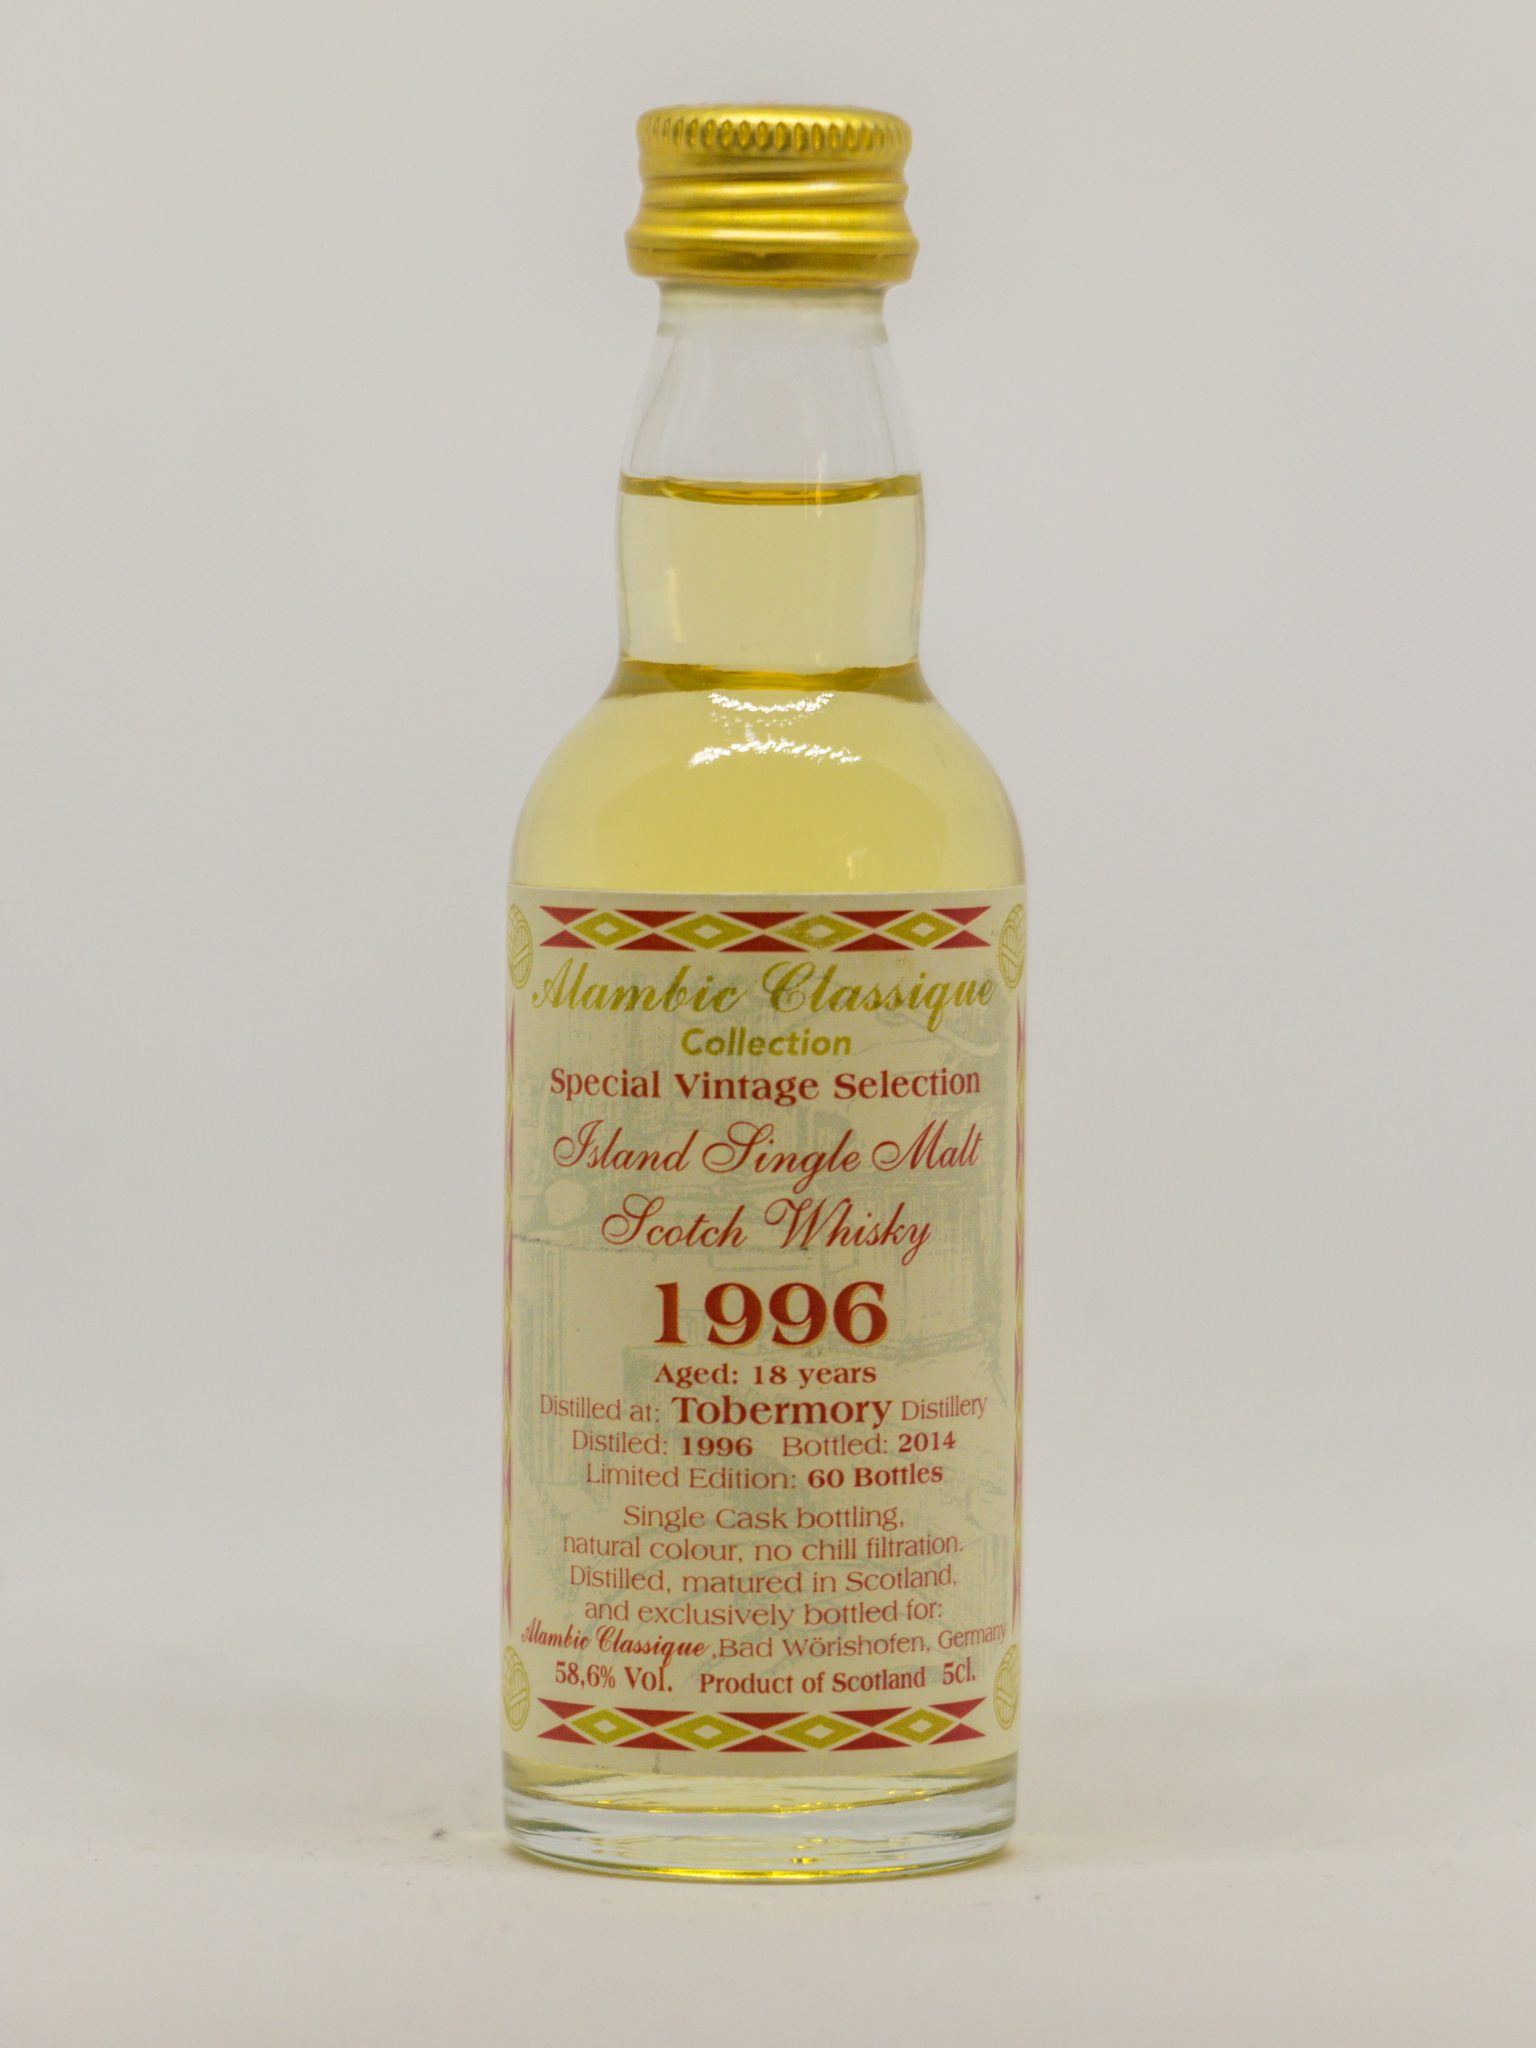 Alambic Classique
Collection
Special Vintage Selection
Island Single Malt
Scotch Whisky
1996
Aged: 18 years
Distilled at: Tobermory Distillery
Distiled: 1996 Bottled: 2014
Limited Edition: 60 Bottles
Single Cask bottling,
natural colour, no chill filtration.
Distilled, matured in Scotland,
and exclusively bottled for:
Alambic Classique ,Bad Wörishofen, Germany
58,6% Vol. Product of Scotland 5cl.